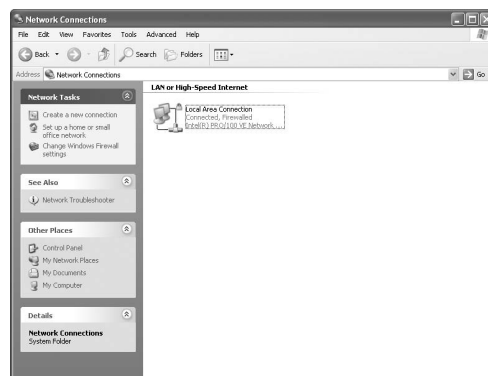 Network Connections
File Edit View Favorites Tools Advanced Help
Back Search Folders
Address Network Connections Go
Network Tasks
Create a new connection
Set up a home or small
office network
Change Windows Firewall
settings
See Also
Network Troubleshooter
Other Places
Control Panel
My Network Places
My Documents
My Computer
Details
Network Connections
System Folder
LAN or High-Speed Internet
Local Area Connection
Connected, Firewalled
Intel(R) PRO/100 VE Network ...